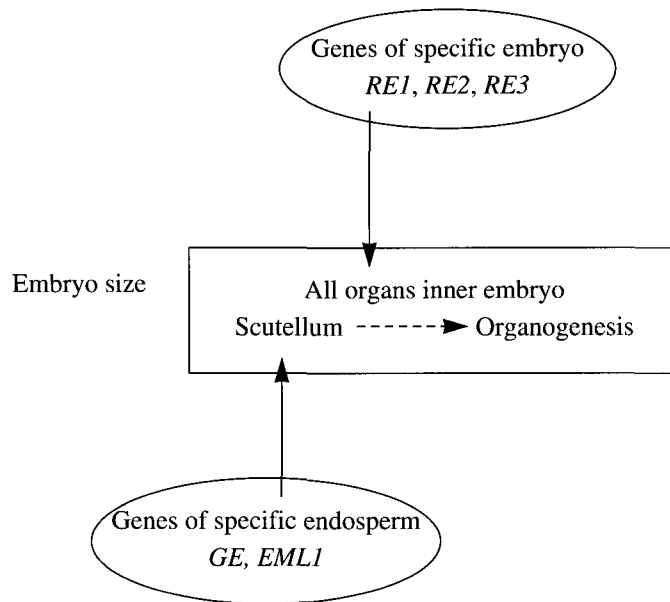 Genes of specific embryo
RE1, RE2, RE3
Embryo size
All organs inner embryo
Scutellum Organogenesis
Genes of specific endosperm
GE, EML1